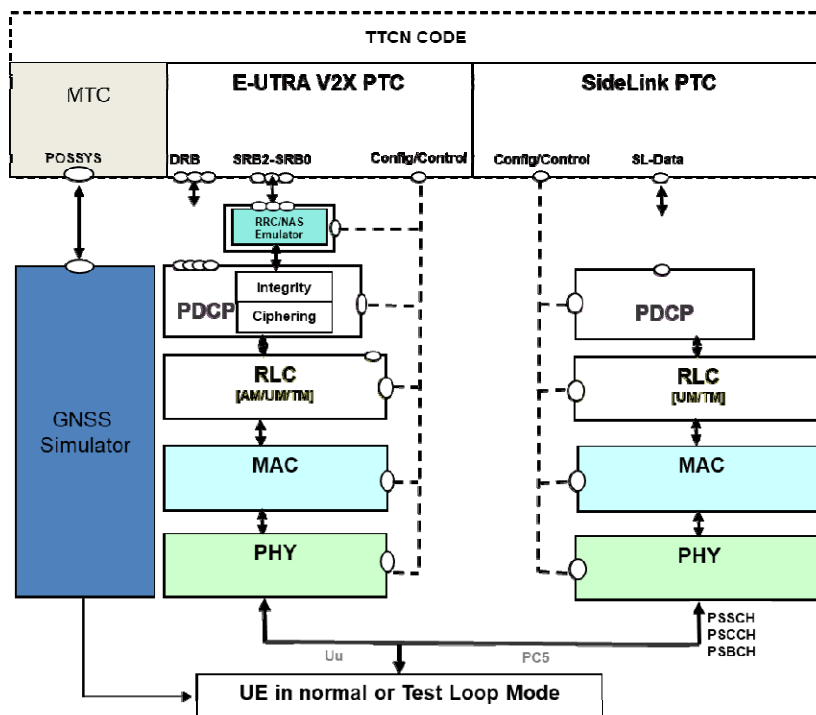 TTCN CODE
MTC
E-UTRA V2X PTC
SideLink PTC
POSSYS
DRB
SRB2-SRB0
Config/Control
Config/Control
SL-Data
RRC/NAS
Emulator
Integrity
PDCP
Ciphering
PDCP
RLC
[AM/UM/TM]
RLC
[UM/TM]
GNSS
Simulator
MAC
MAC
PHY
PHY
PSSCH
PSCCH
PSBCH
Uu
PC5
UE in normal or Test Loop Mode